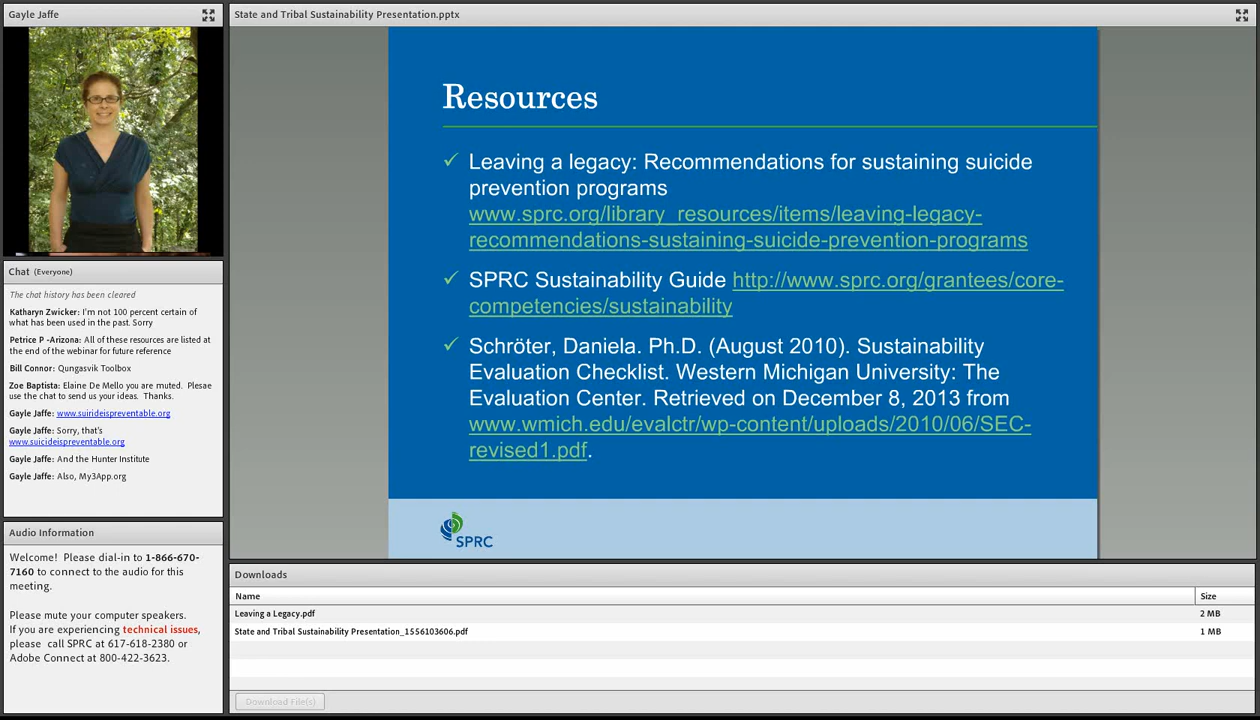 Gayle Jaffe
State and Tribal Sustainability Presentation.pptx
Resources
Leaving a legacy: Recommendations for sustaining suicide
prevention programs
www.sprc.org/library_resources/items/leaving-legacy-
recommendations-sustaining-suicide-prevention-programs
SPRC Sustainability Guide http://www.sprc.org/grantees/core-
competencies/sustainability
Schröter, Daniela. Ph.D. (August 2010). Sustainability
Evaluation Checklist. Western Michigan University: The
Evaluation Center. Retrieved on December 8, 2013 from
www.wmich.edu/evalctr/wp-content/uploads/2010/06/SEC-
revised1.pdf.
SPRC
Chat (Everyone)
The chat history has been cleared
Katharyn Zwicker: I'm not 100 percent certain of
what has been used in the past. Sorry
Petrice P -Arizona: All of these resources are listed at
the end of the webinar for future reference
Bill Connor: Qungasvik Toolbox
Zoe Baptista: Elaine De Mello you are muted. Please
use the chat to send us your ideas. Thanks.
Gayle Jaffe: www.suirideispreventable.org
Gayle Jaffe: Sorry, that's
www.suicideispreventable.org
Gayle Jaffe: And the Hunter Institute
Gayle Jaffe: Also, My3App.org
Audio Information
Welcome! Please dial-in to 1-866-670-
7160 to connect to the audio for this
meeting.
Please mute your computer speakers.
If you are experiencing technical issues,
please call SPRC at 617-618-2380 or
Adobe Connect at 800-422-3623.
Downloads
Name Size
Leaving a Legacy.pdf 2 MB
State and Tribal Sustainability Presentation_1556103606.pdf 1 MB
Download File(s)